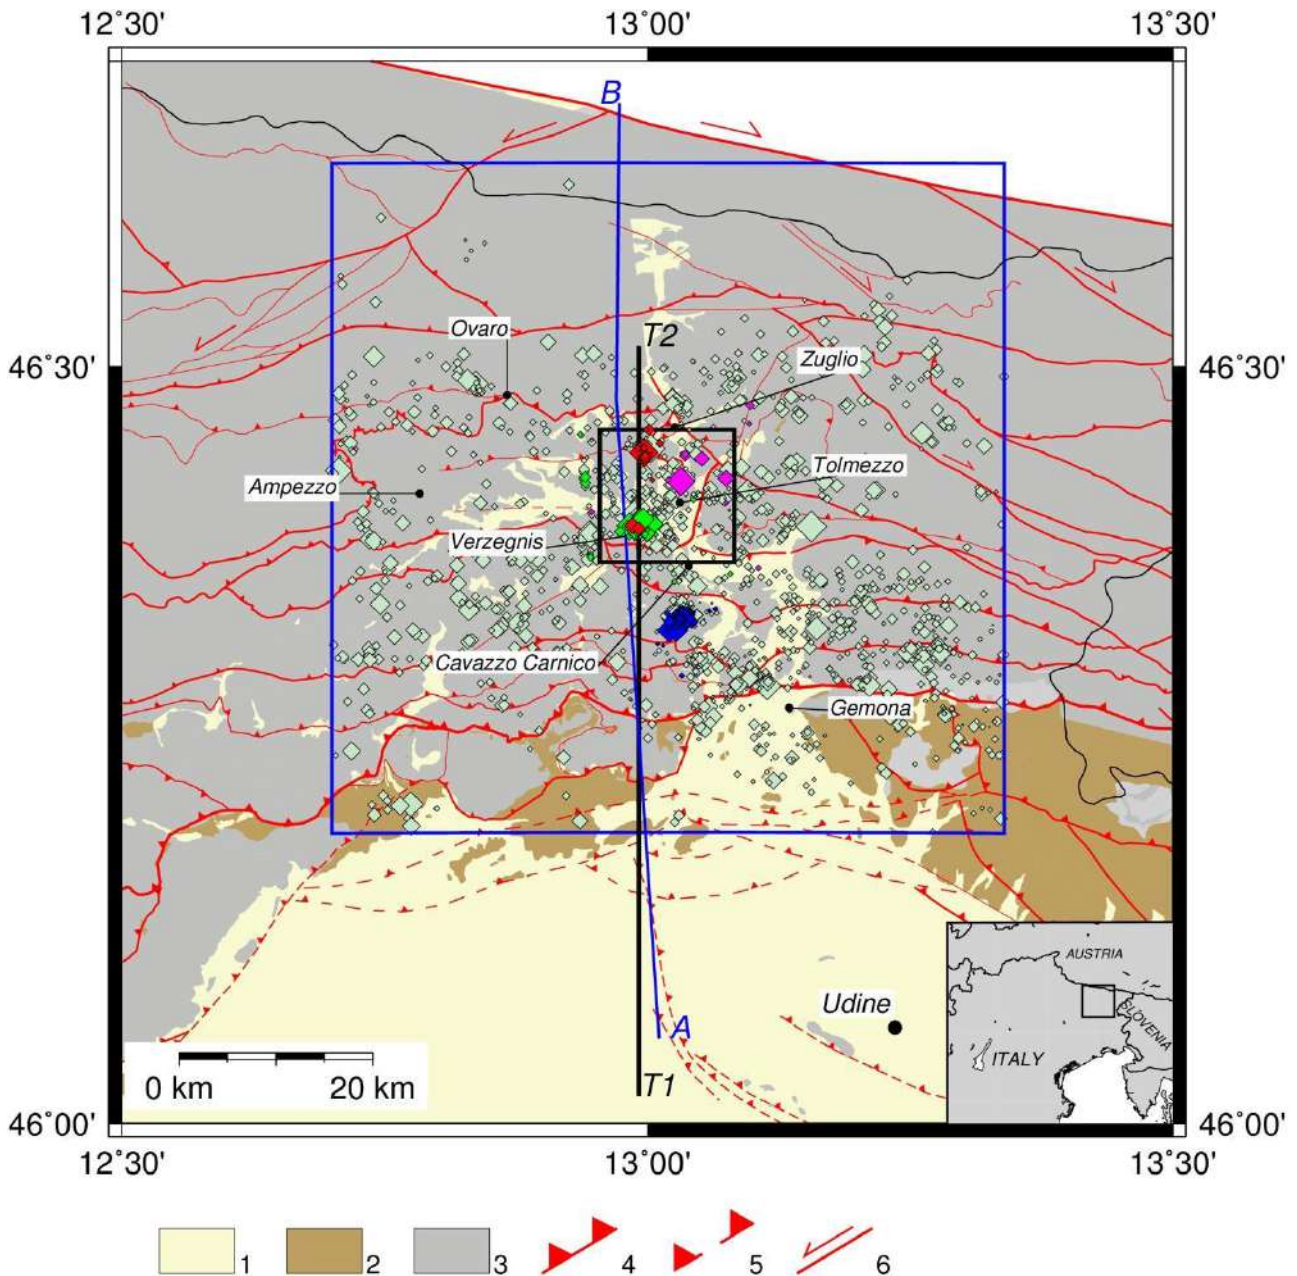 12˚30'
13˚00'
13˚30'
B
Ovaro
T2
Zuglio
46˚30'
46˚30'
Ampezzo
Tolmezzo
Verzegnis
Cavazzo Carnico
Gemona
AUSTRIA
SLOVENIA
ITALY
Udine
A
T1
0 km
20 km
46˚00'
46˚00'
12˚30'
13˚00'
13˚30'
1
2
3
4
5
6